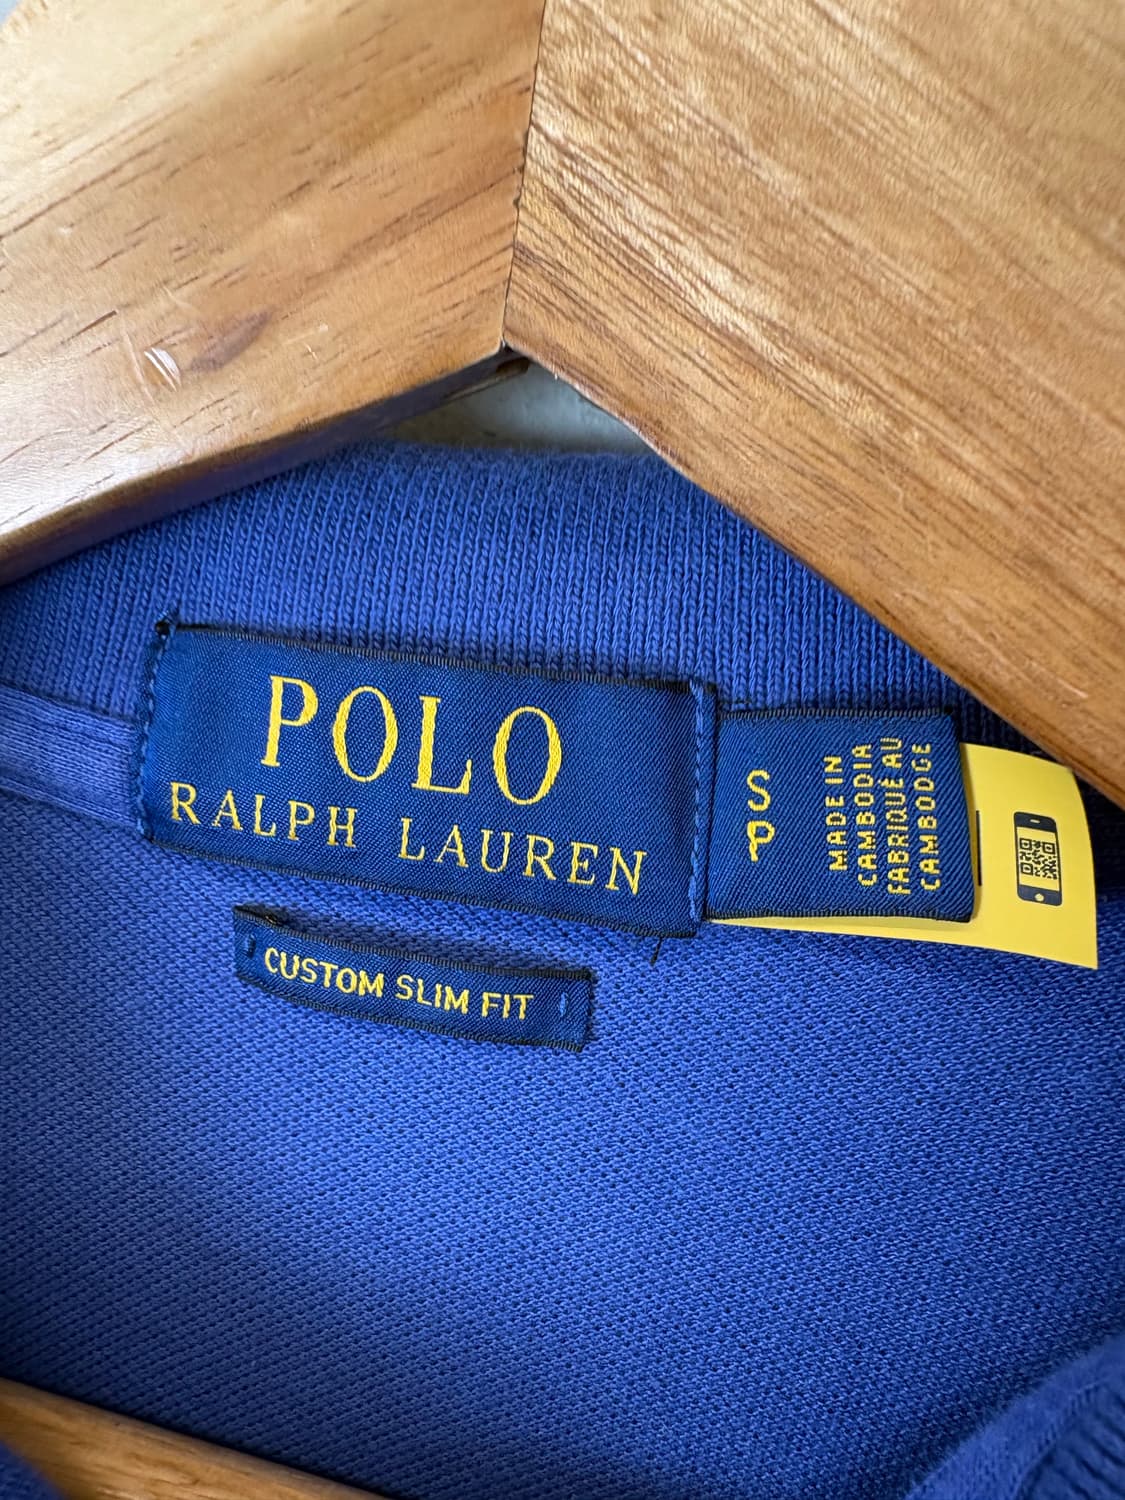 POLO
RALPH LAUREN
S
P
MADE IN
CAMBODIA
FABRIQUÉ AU
CAMBODGE
CUSTOM SLIM FIT